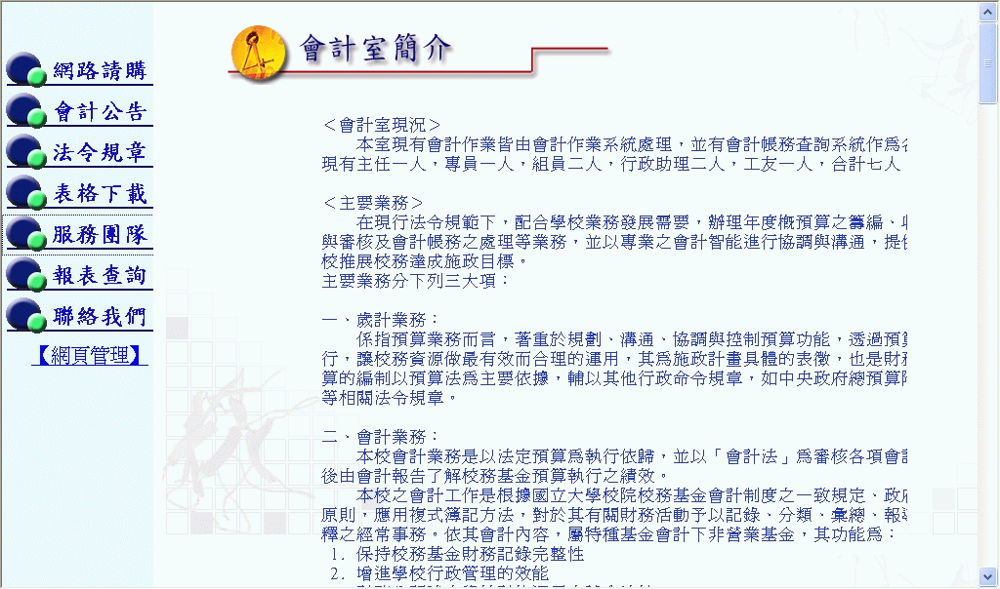 網路請購
會計公告
法令規章
表格下載
服務團隊
報表查詢
聯絡我們
【網頁管理】
會計室簡介
＜會計室現況＞
本室現有會計作業皆由會計作業系統處理，並有會計帳務查詢系統作為
現有主任一人，專員一人，組員二人，行政助理二人，工友一人，合計七人
＜主要業務＞
在現行法令規範下，配合學校業務發展需要，辦理年度概預算之籌編、
與審核及會計帳務之處理等業務，並以專業之會計智能進行協調與溝通，提
校推展校務達成施政目標。
主要業務分下列三大項：
一、歲計業務：
係指預算業務而言，著重於規劃、溝通、協調與控制預算功能，透過預
行，讓校務資源做最有效而合理的運用，其為施政計畫具體的表徵，也是財
算的編制以預算法為主要依據，輔以其他行政命令規章，如中央政府總預算
等相關法令規章。
二、會計業務：
本校會計業務是以法定預算為執行依歸，並以「會計法」為審核各項會
後由會計報告了解校務基金預算執行之績效。
本校之會計工作是根據國立大學校院校務基金會計制度之一致規定、政
原則，應用複式簿記方法，對於其有關財務活動予以記錄、分類、彙總、報
釋之經常事務。依其會計內容，屬特種基金會計下非營業基金，其功能為：
1. 保持校務基金財務記錄完整性
2. 增進學校行政管理的效能